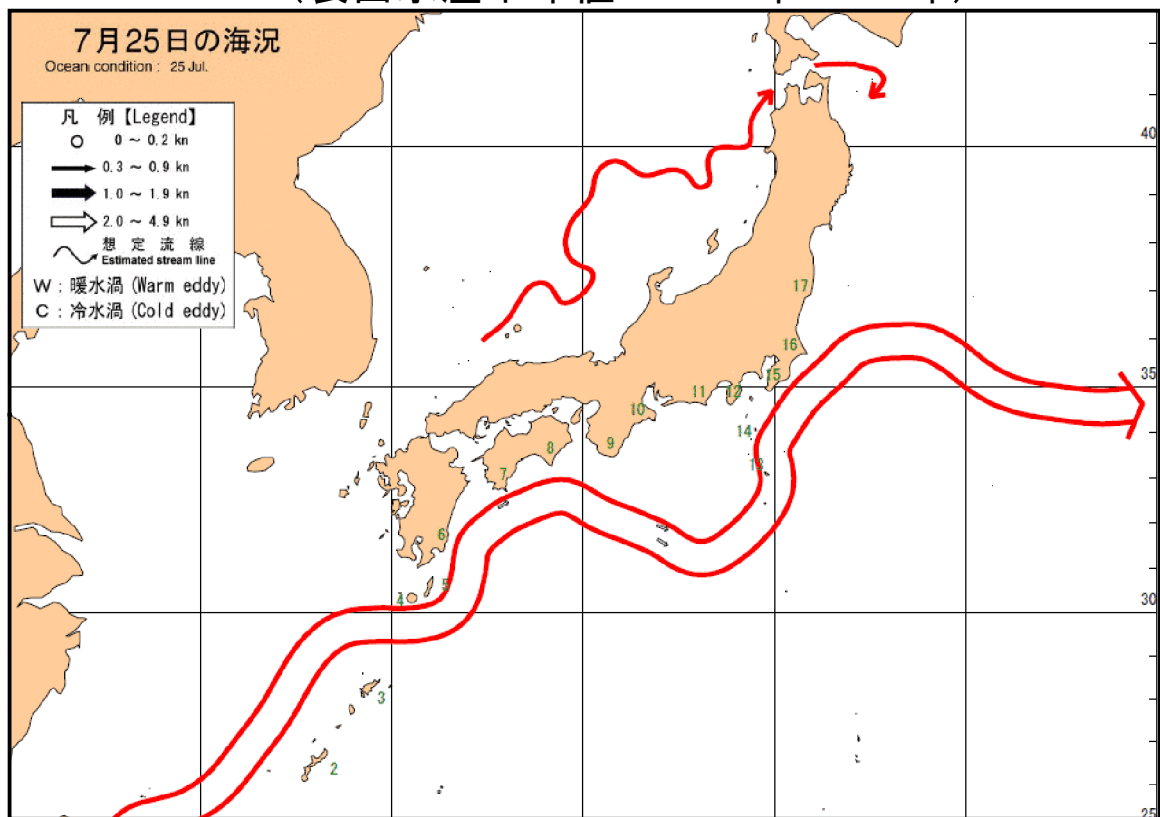 7月25日の海況
Ocean condition : 25 Jul.
凡 例【Legend】
0 ～ 0.2 kn
0.3 ～ 0.9 kn
1.0 ～ 1.9 kn
2.0 ～ 4.9 kn
想 定 流 線
Estimated stream line
W : 暖水渦 (Warm eddy)
C : 冷水渦 (Cold eddy)
40
17
16
35
15
12
11
10
14
9
8
7
13
6
5
4
30
3
2
25